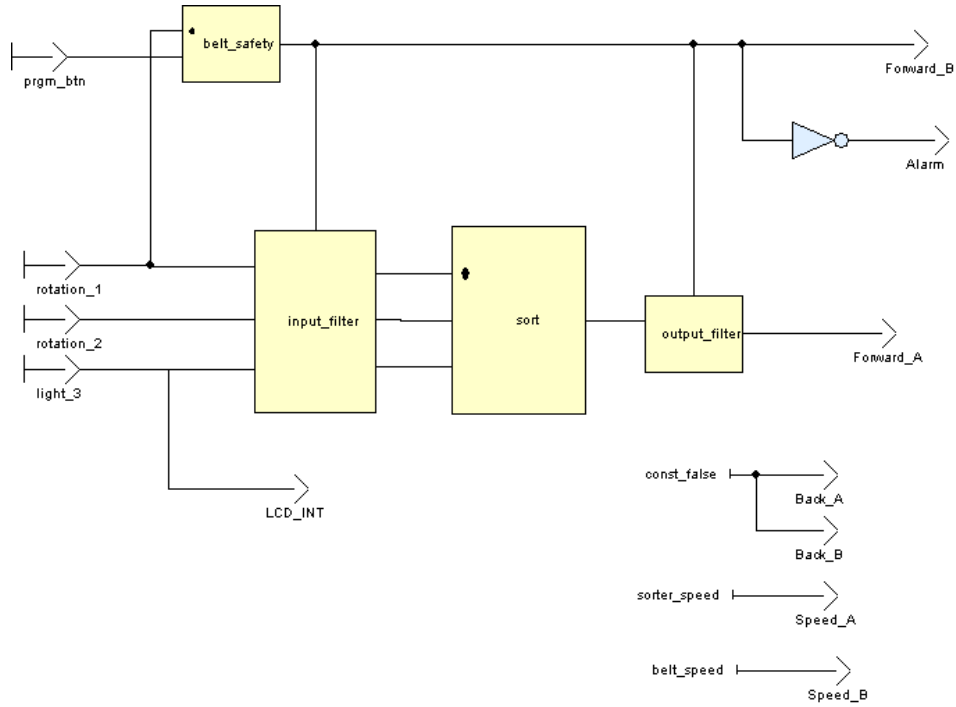 belt_safety
prgm_btn
Forward_B
Alarm
rotation_1
input_filter
sort
rotation_2
output_filter
Forward_A
light_3
LCD_INT
const_false
Back_A
Back_B
sorter_speed
Speed_A
belt_speed
Speed_B